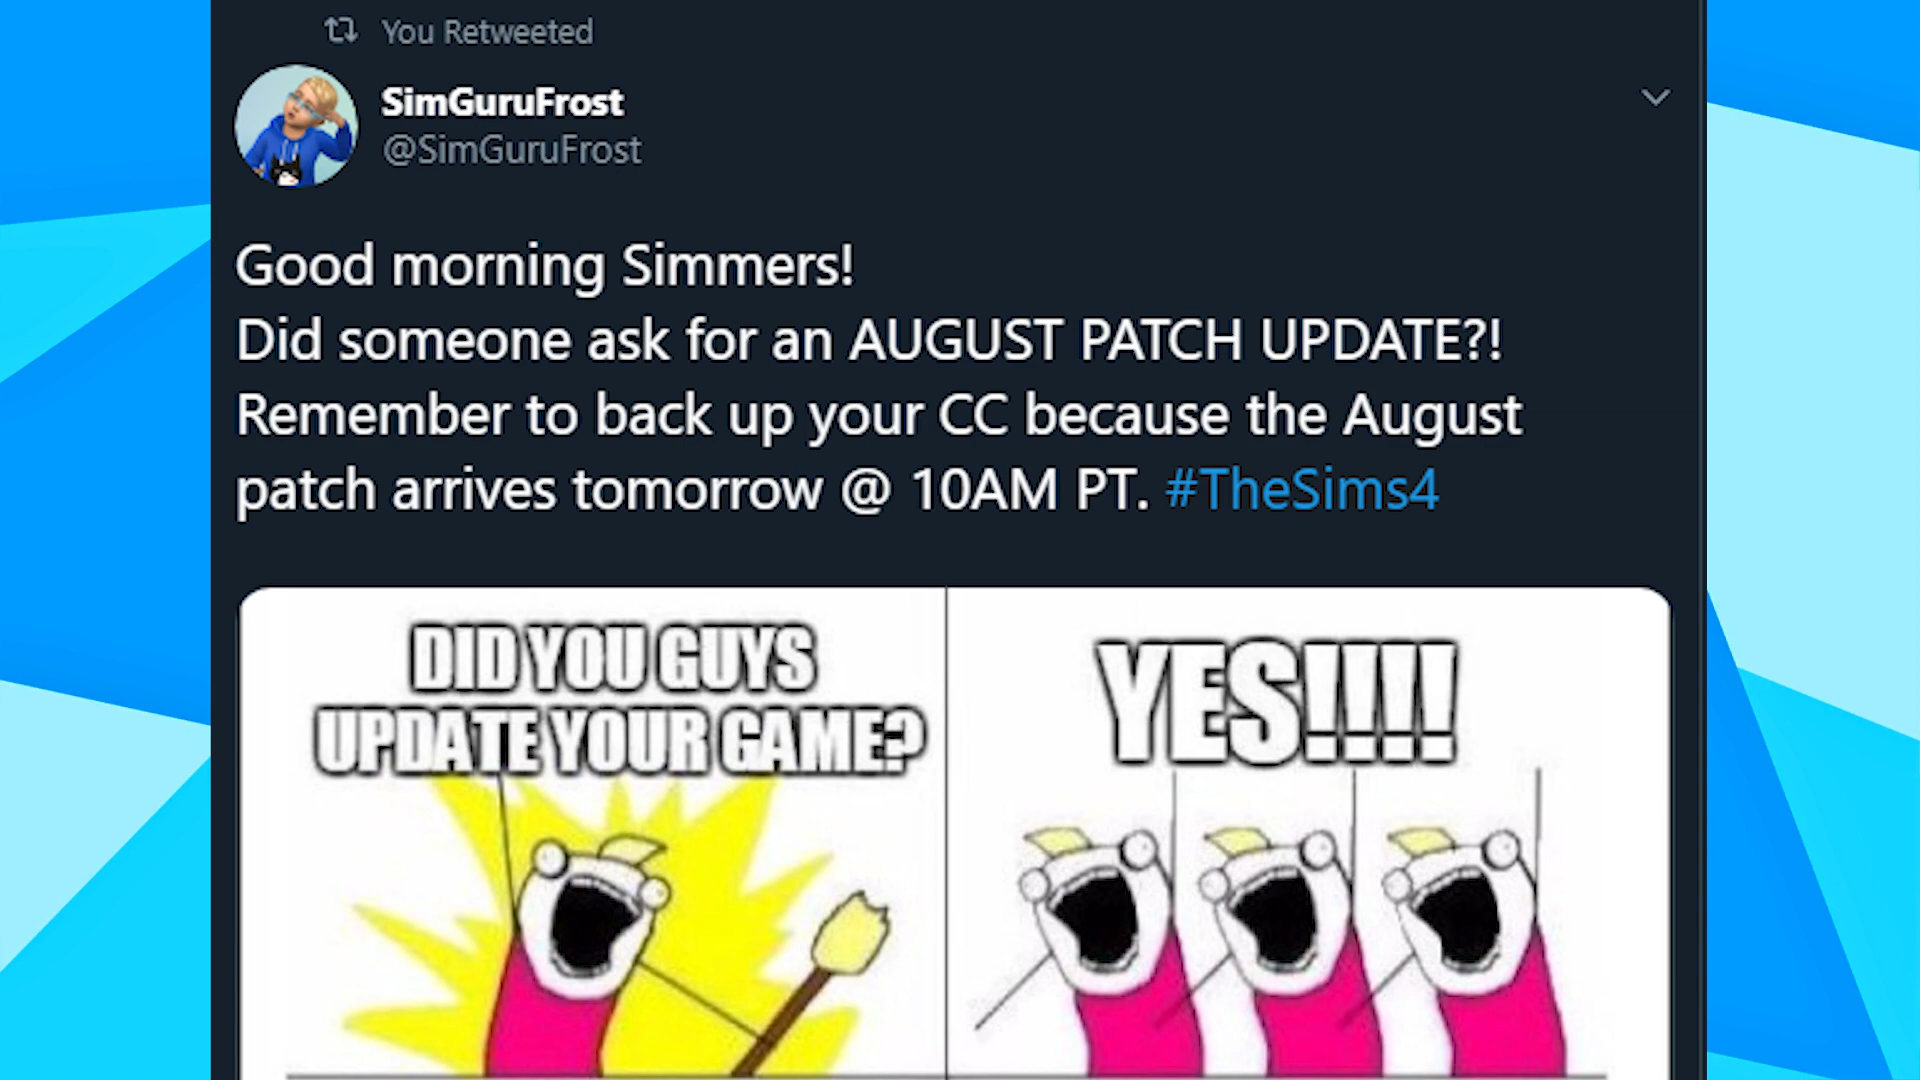 You Retweeted
SimGuruFrost
@SimGuruFrost
Good morning Simmers!
Did someone ask for an AUGUST PATCH UPDATE?!
Remember to back up your CC because the August
patch arrives tomorrow @ 10AM PT. #TheSims4
DID YOU GUYS
UPDATE YOUR GAME?
YES!!!!